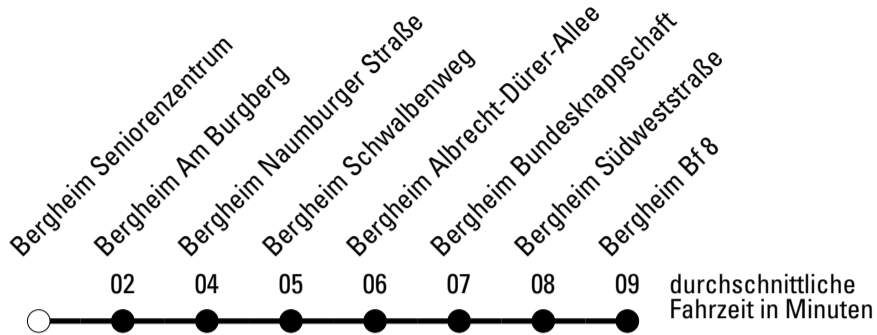 Bergheim Seniorenzentrum
Bergheim Am Burgberg
Bergheim Naumburger Straße
Bergheim Schwalbenweg
Bergheim Albrecht-Dürer-Allee
Bergheim Bundesknappschaft
Bergheim Südweststraße
Bergheim Bf 8
02 04 05 06 07 08 09
durchschnittliche
Fahrzeit in Minuten